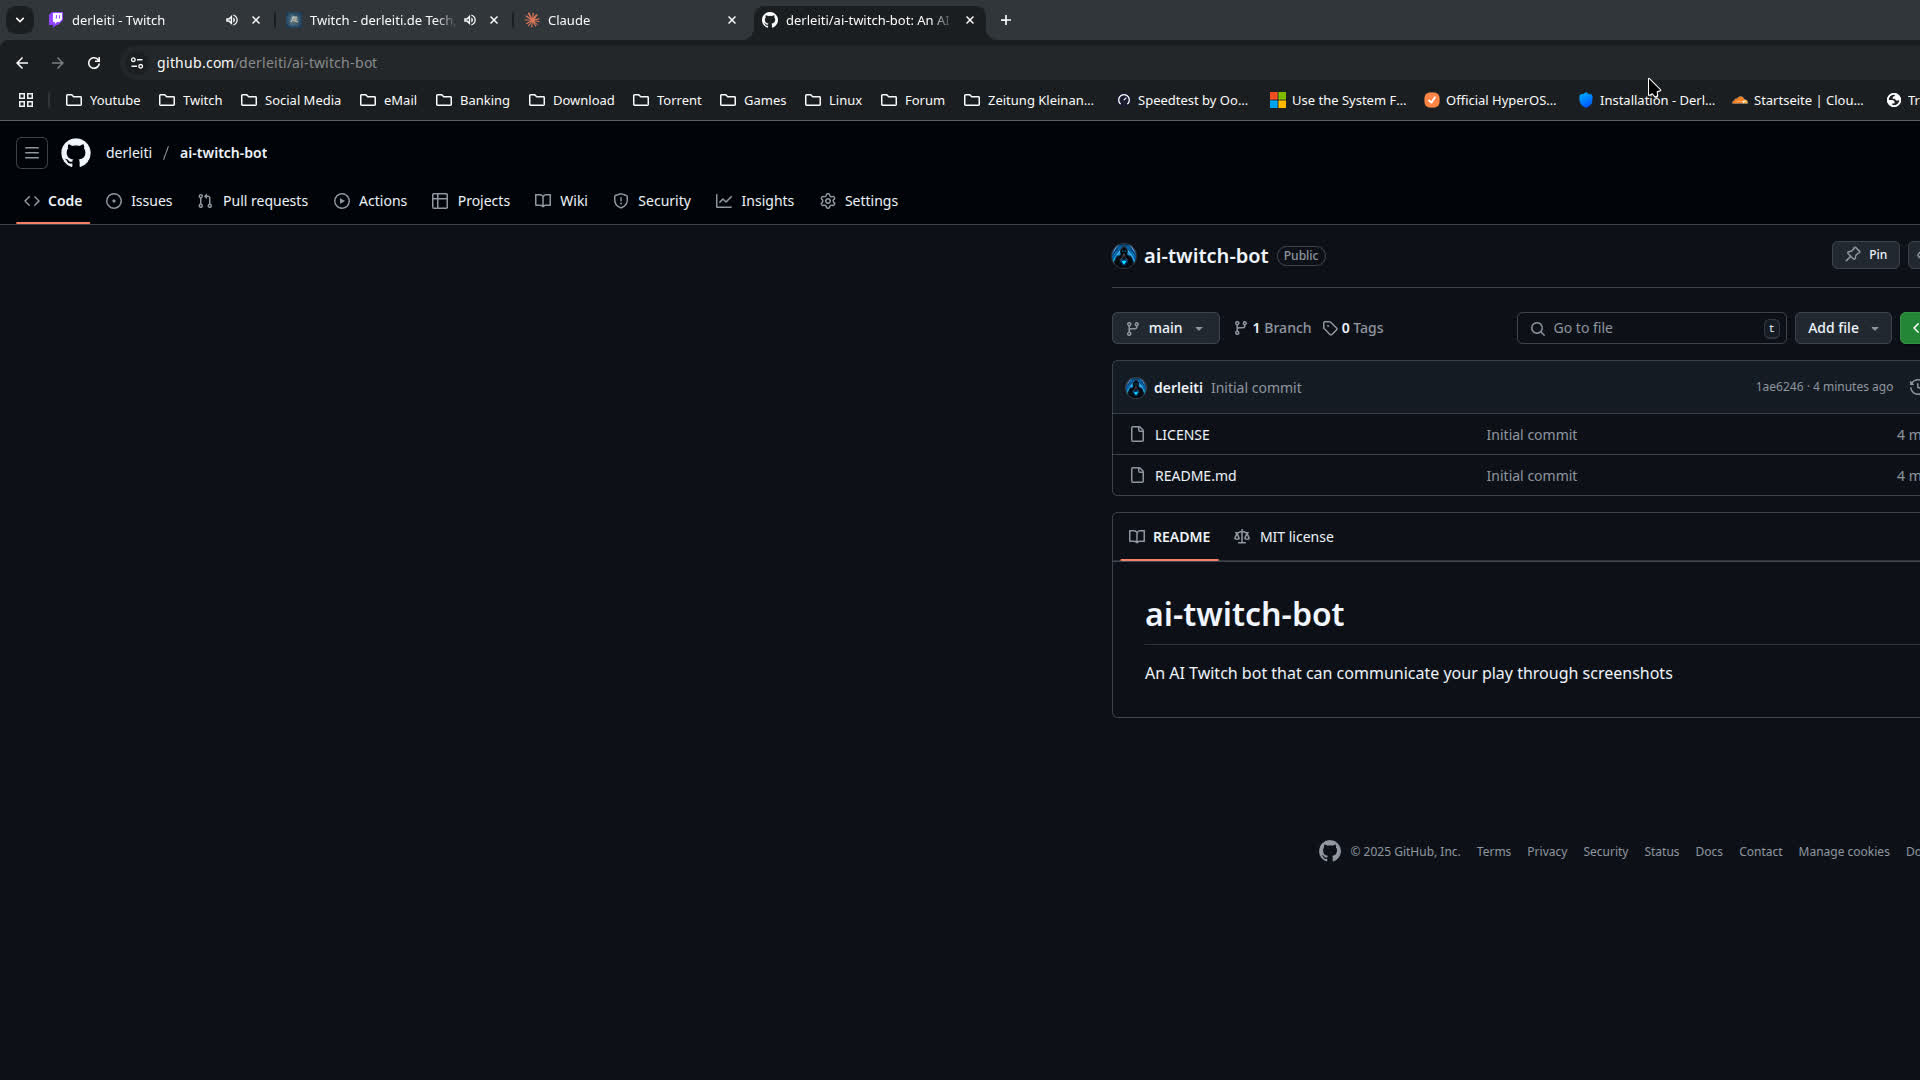 derleiti - Twitch
Twitch - derleiti.de Tech
Claude
derleiti/ai-twitch-bot: An AI
github.com/derleiti/ai-twitch-bot
Youtube Twitch Social Media eMail Banking Download Torrent Games Linux Forum Zeitung Kleinan... Speedtest by Oo... Use the System F... Official HyperOS... Installation - Derl... Startseite | Clou... Tr
derleiti / ai-twitch-bot
Code Issues Pull requests Actions Projects Wiki Security Insights Settings
ai-twitch-bot Public Pin
main 1 Branch 0 Tags Go to file t Add file
derleiti Initial commit 1ae6246 · 4 minutes ago
LICENSE Initial commit 4 m
README.md Initial commit 4 m
README MIT license
ai-twitch-bot
An AI Twitch bot that can communicate your play through screenshots
© 2025 GitHub, Inc. Terms Privacy Security Status Docs Contact Manage cookies Do